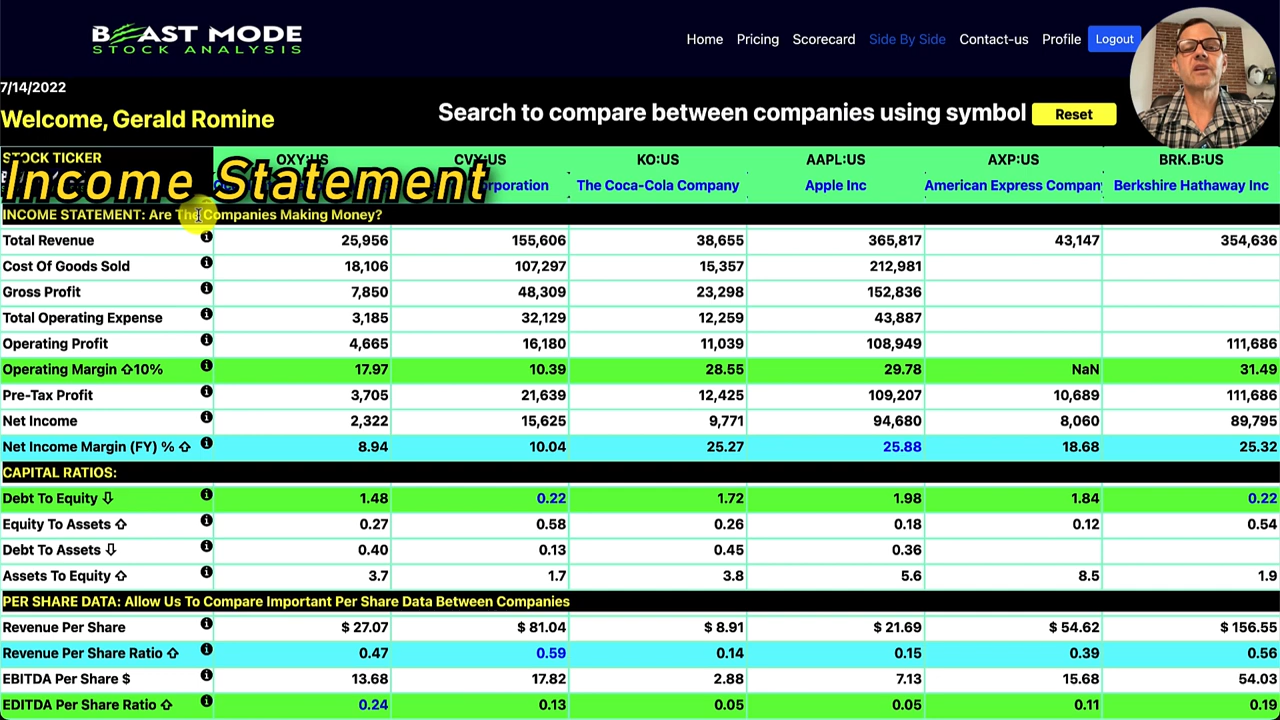 BEAST MODE
STOCK ANALYSIS
Home Pricing Scorecard Side By Side Contact-us Profile Logout
7/14/2022
Welcome, Gerald Romine
Search to compare between companies using symbol Reset
STOCK TICKER OXY:US CVX:US KO:US AAPL:US AXP:US BRK.B:US
Income Statement
Corporation The Coca-Cola Company Apple Inc American Express Company Berkshire Hathaway Inc
INCOME STATEMENT: Are The Companies Making Money?
Total Revenue 25,956 155,606 38,655 365,817 43,147 354,636
Cost Of Goods Sold 18,106 107,297 15,357 212,981
Gross Profit 7,850 48,309 23,298 152,836
Total Operating Expense 3,185 32,129 12,259 43,887
Operating Profit 4,665 16,180 11,039 108,949 111,686
Operating Margin ⇧10% 17.97 10.39 28.55 29.78 NaN 31.49
Pre-Tax Profit 3,705 21,639 12,425 109,207 10,689 111,686
Net Income 2,322 15,625 9,771 94,680 8,060 89,795
Net Income Margin (FY) % ⇧ 8.94 10.04 25.27 25.88 18.68 25.32
CAPITAL RATIOS:
Debt To Equity ⇩ 1.48 0.22 1.72 1.98 1.84 0.22
Equity To Assets ⇧ 0.27 0.58 0.26 0.18 0.12 0.54
Debt To Assets ⇩ 0.40 0.13 0.45 0.36
Assets To Equity ⇧ 3.7 1.7 3.8 5.6 8.5 1.9
PER SHARE DATA: Allow Us To Compare Important Per Share Data Between Companies
Revenue Per Share $ 27.07 $ 81.04 $ 8.91 $ 21.69 $ 54.62 $ 156.55
Revenue Per Share Ratio ⇧ 0.47 0.59 0.14 0.15 0.39 0.56
EBITDA Per Share $ 13.68 17.82 2.88 7.13 15.68 54.03
EDITDA Per Share Ratio ⇧ 0.24 0.13 0.05 0.05 0.11 0.19